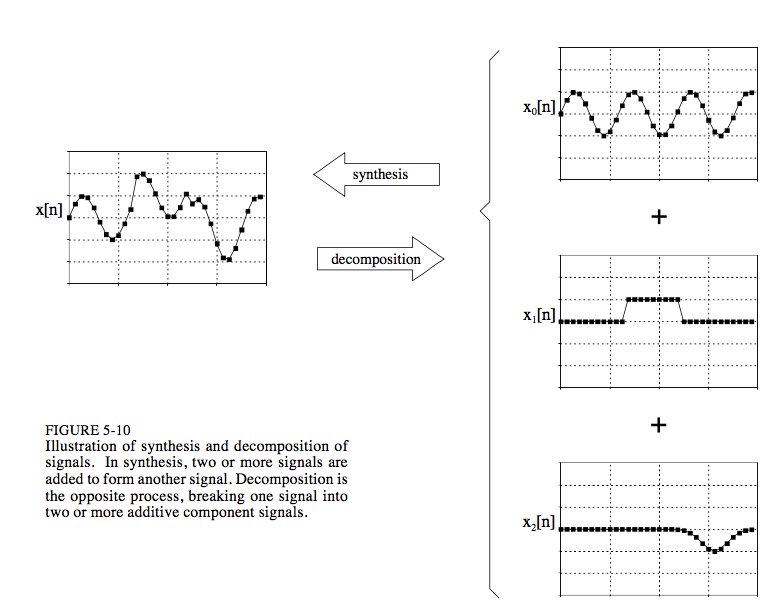 x₀[n]
synthesis
x[n]
+
decomposition
x₁[n]
+
FIGURE 5-10
Illustration of synthesis and decomposition of
signals. In synthesis, two or more signals are
added to form another signal. Decomposition is
the opposite process, breaking one signal into
two or more additive component signals.
x₂[n]